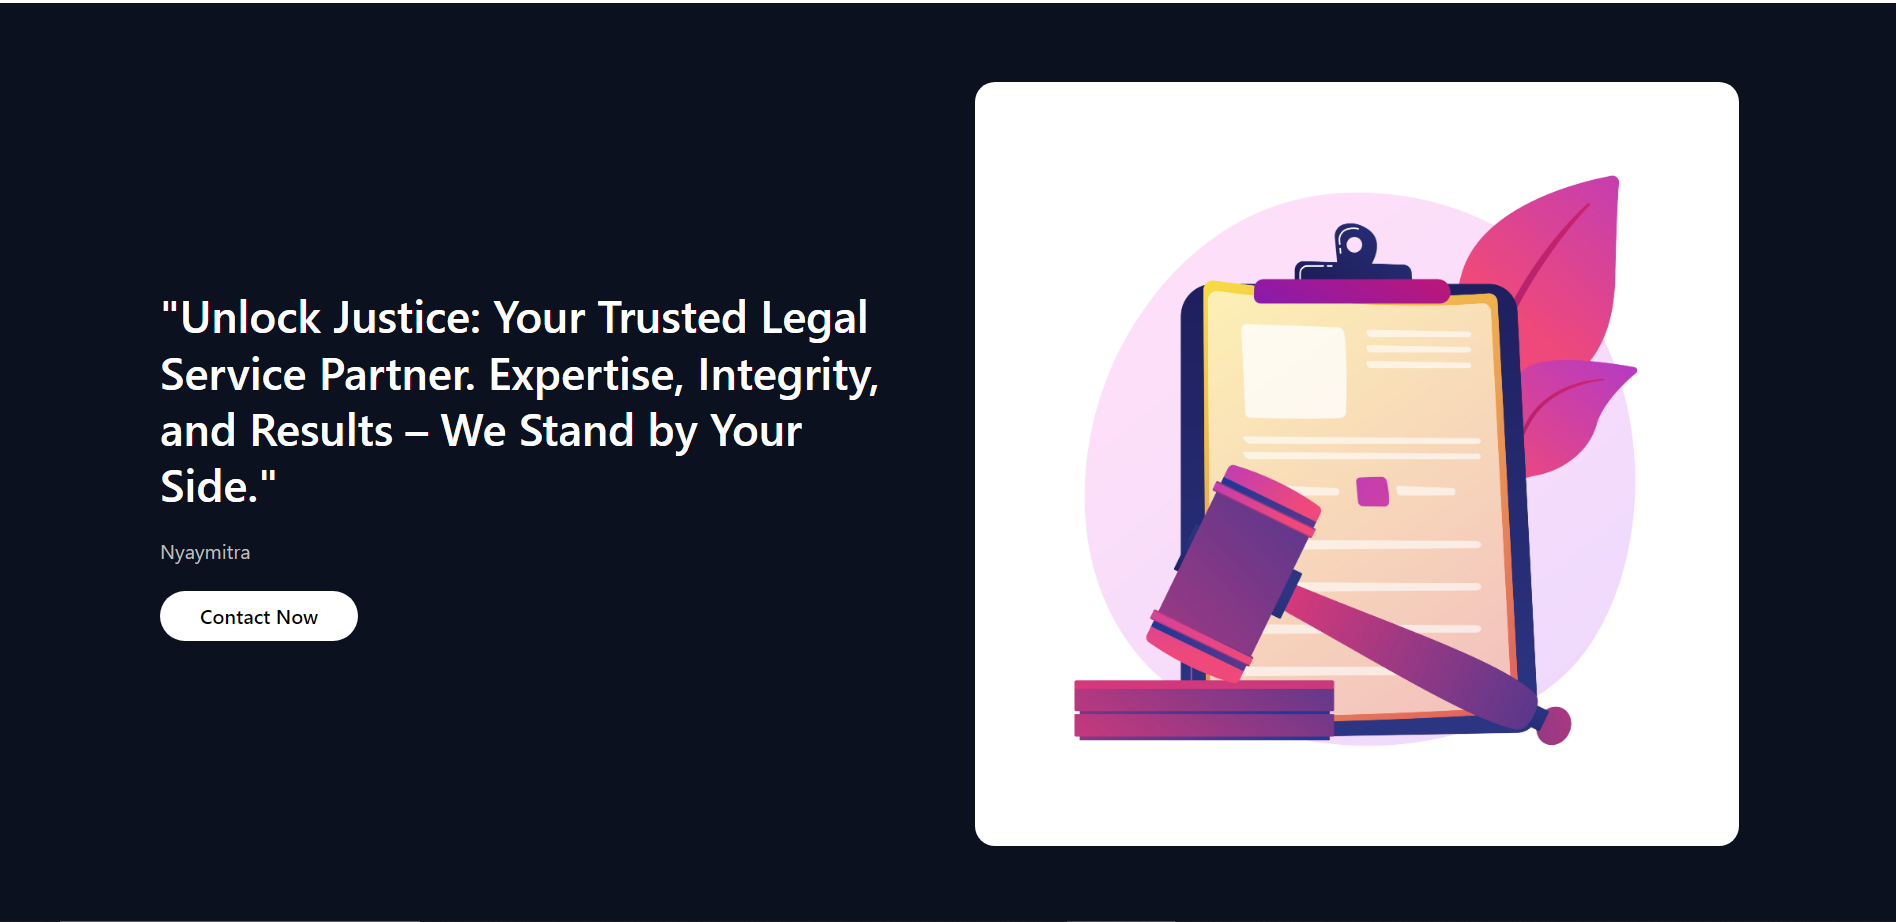 "Unlock Justice: Your Trusted Legal
Service Partner. Expertise, Integrity,
and Results – We Stand by Your
Side."
Nyaymitra
Contact Now